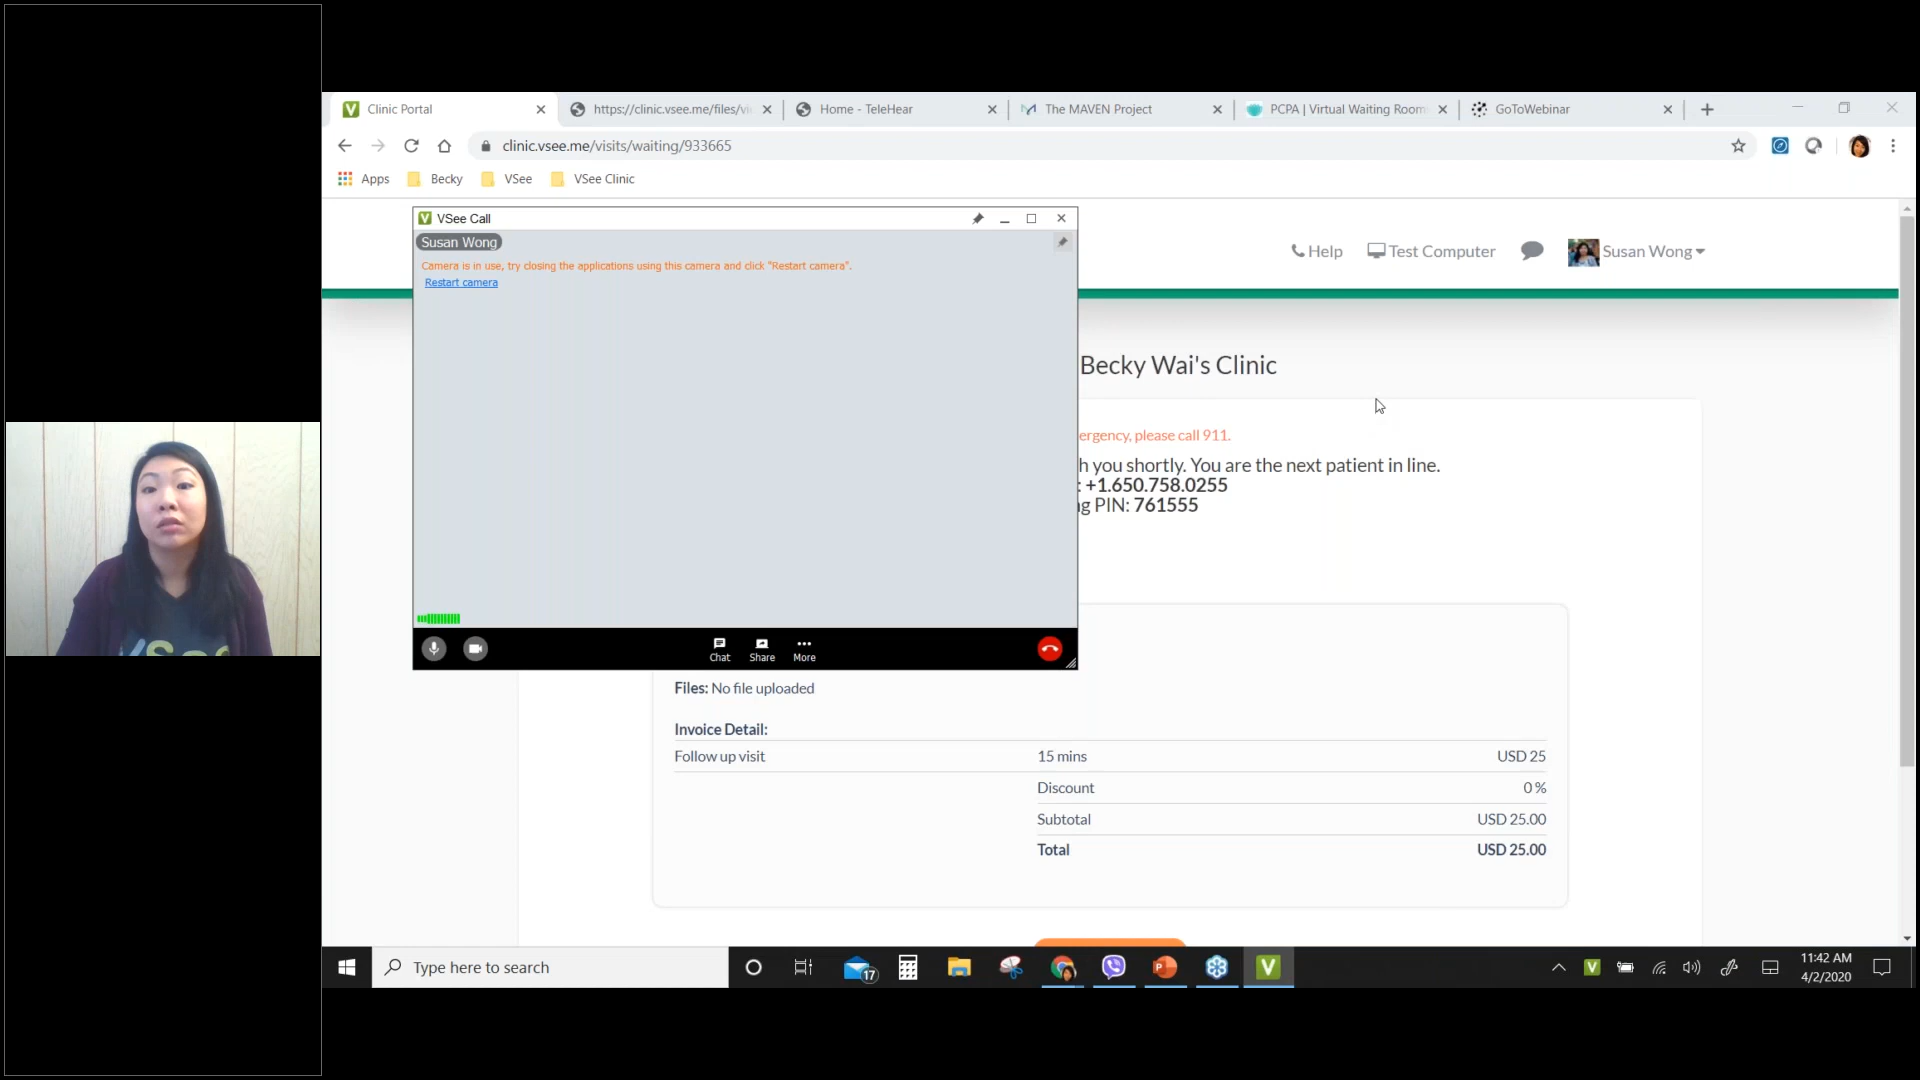 Clinic Portal
https://clinic.vsee.me/files/vi
Home - TeleHear
The MAVEN Project
PCPA | Virtual Waiting Room
GoToWebinar
clinic.vsee.me/visits/waiting/933665
Apps
Becky
VSee
VSee Clinic
VSee Call
Susan Wong
Camera is in use, try closing the applications using this camera and click "Restart camera".
Restart camera
Help
Test Computer
Susan Wong
Becky Wai's Clinic
ergency, please call 911.
h you shortly. You are the next patient in line.
: +1.650.758.0255
g PIN: 761555
Chat
Share
More
Files: No file uploaded
Invoice Detail:
Follow up visit 15 mins USD 25
Discount 0 %
Subtotal USD 25.00
Total USD 25.00
Type here to search
17
11:42 AM
4/2/2020